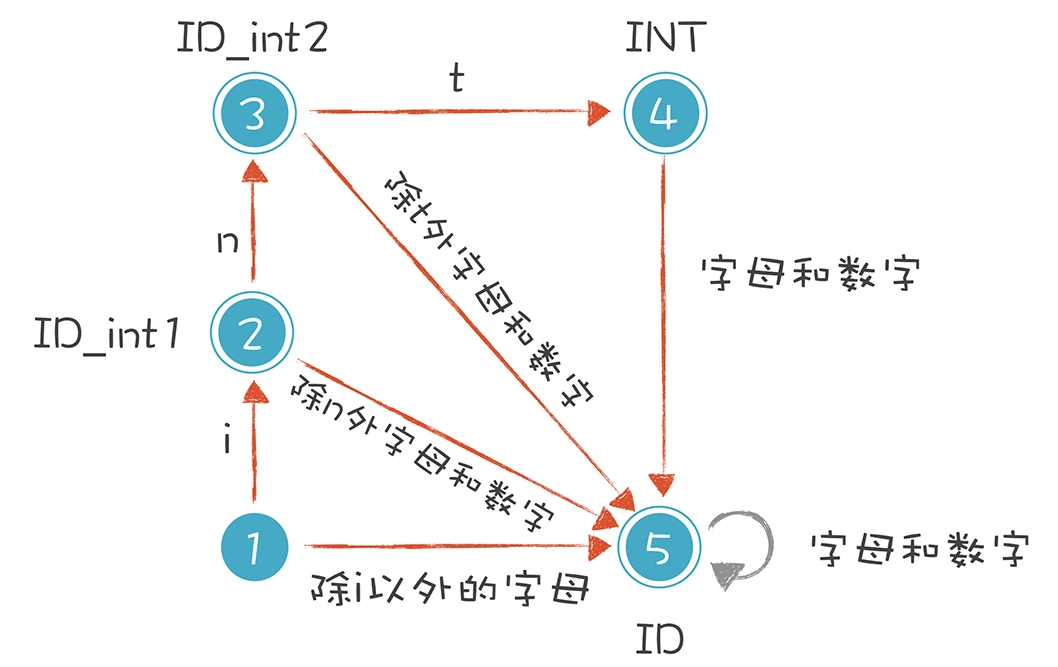 ID_int2
INT
t
3
4
除t外字母和数字
n
字母和数字
ID_int1
2
除n外字母和数字
i
1
5
字母和数字
除i以外的字母
ID